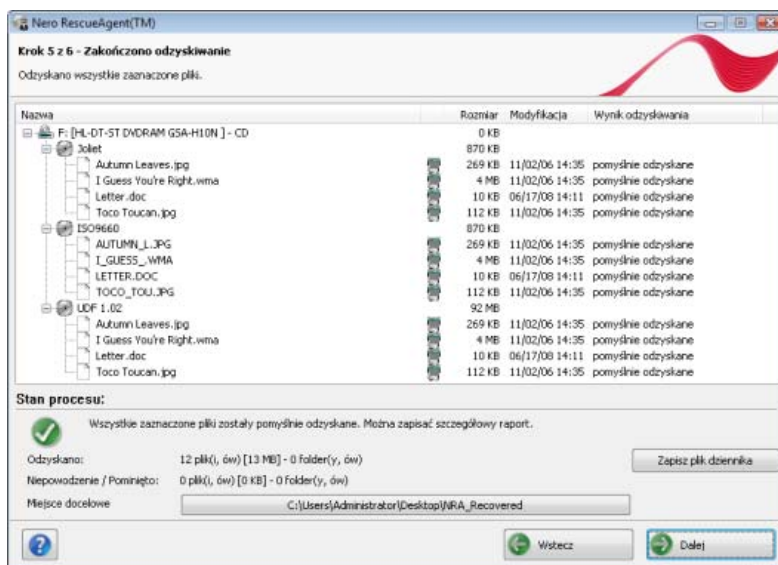 Nero RescueAgent(TM)
Krok 5 z 6 - Zakończono odzyskiwanie
Odzyskano wszystkie zaznaczone pliki.
Nazwa Rozmiar Modyfikacja Wynik odzyskiwania
F: [HL-DT-ST DVDRAM GSA-H10N ] - CD 0 KB
Joliet 870 KB
Autumn Leaves.jpg 269 KB 11/02/06 14:35 pomyślnie odzyskane
I Guess You're Right.wma 4 MB 11/02/06 14:35 pomyślnie odzyskane
Letter.doc 10 KB 06/17/08 14:11 pomyślnie odzyskane
Toco Toucan.jpg 112 KB 11/02/06 14:35 pomyślnie odzyskane
ISO9660 870 KB
AUTUMN_L.JPG 269 KB 11/02/06 14:35 pomyślnie odzyskane
I_GUESS_.WMA 4 MB 11/02/06 14:35 pomyślnie odzyskane
LETTER.DOC 10 KB 06/17/08 14:11 pomyślnie odzyskane
TOCO_TOU.JPG 112 KB 11/02/06 14:35 pomyślnie odzyskane
UDF 1.02 92 MB
Autumn Leaves.jpg 269 KB 11/02/06 14:35 pomyślnie odzyskane
I Guess You're Right.wma 4 MB 11/02/06 14:35 pomyślnie odzyskane
Letter.doc 10 KB 06/17/08 14:11 pomyślnie odzyskane
Toco Toucan.jpg 112 KB 11/02/06 14:35 pomyślnie odzyskane
Stan procesu:
Wszystkie zaznaczone pliki zostały pomyślnie odzyskane. Można zapisać szczegółowy raport.
Odzyskano: 12 plik(i, ów) [13 MB] - 0 folder(y, ów) Zapisz plik dziennika
Niepowodzenie / Pominięto: 0 plik(i, ów) [0 KB] - 0 folder(y, ów)
Miejsce docelowe C:\Users\Administrator\Desktop\NRA_Recovered
Wstecz Dalej